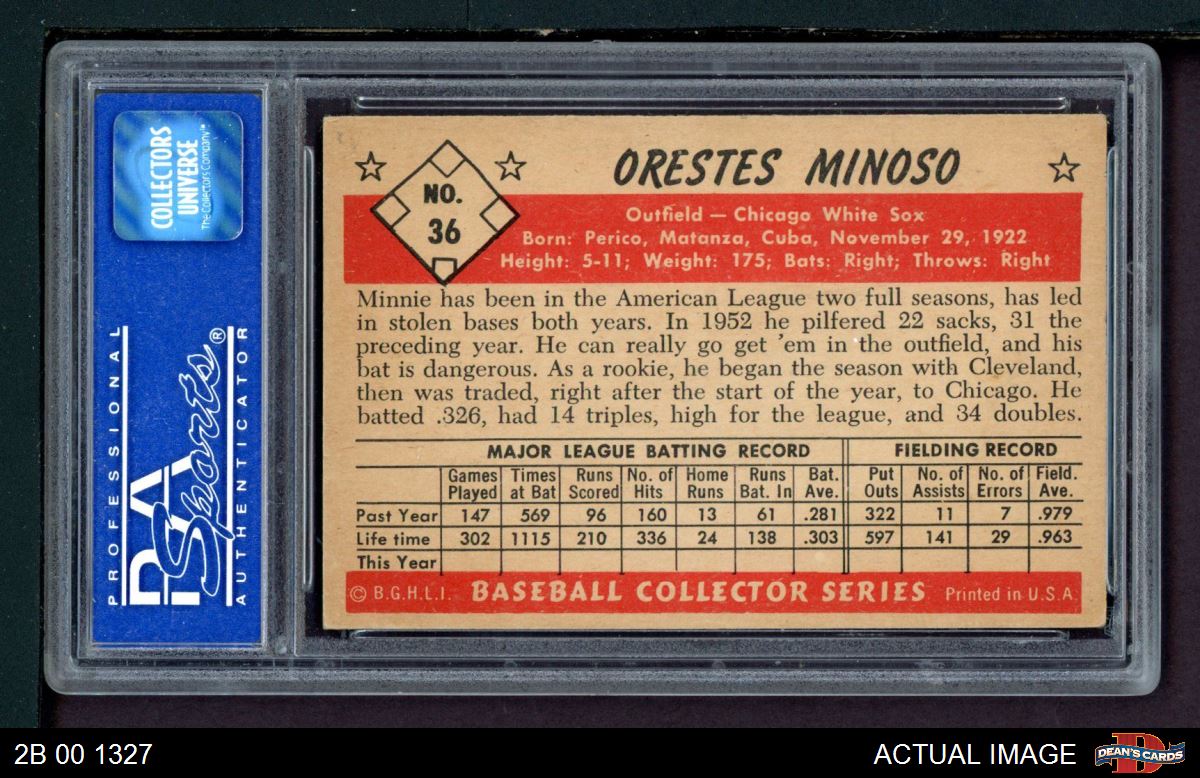 COLLECTORS
UNIVERSE
The Collectors Company™
PROFESSIONAL
PSA
Sports®
AUTHENTICATOR
NO.
36
ORESTES MINOSO
Outfield — Chicago White Sox
Born: Perico, Matanza, Cuba, November 29, 1922
Height: 5-11; Weight: 175; Bats: Right; Throws: Right
Minnie has been in the American League two full seasons, has led
in stolen bases both years. In 1952 he pilfered 22 sacks, 31 the
preceding year. He can really go get 'em in the outfield, and his
bat is dangerous. As a rookie, he began the season with Cleveland,
then was traded, right after the start of the year, to Chicago. He
batted .326, had 14 triples, high for the league, and 34 doubles.
MAJOR LEAGUE BATTING RECORD FIELDING RECORD
Games Times Runs No. of Home Runs Bat. Put No. of No. of Field.
Played at Bat Scored Hits Runs Bat. In Ave. Outs Assists Errors Ave.
Past Year 147 569 96 160 13 61 .281 322 11 7 .979
Life time 302 1115 210 336 24 138 .303 597 141 29 .963
This Year
© B.G.H.L.I. BASEBALL COLLECTOR SERIES Printed in U.S.A.
2B 00 1327
ACTUAL IMAGE
DEAN'S CARDS